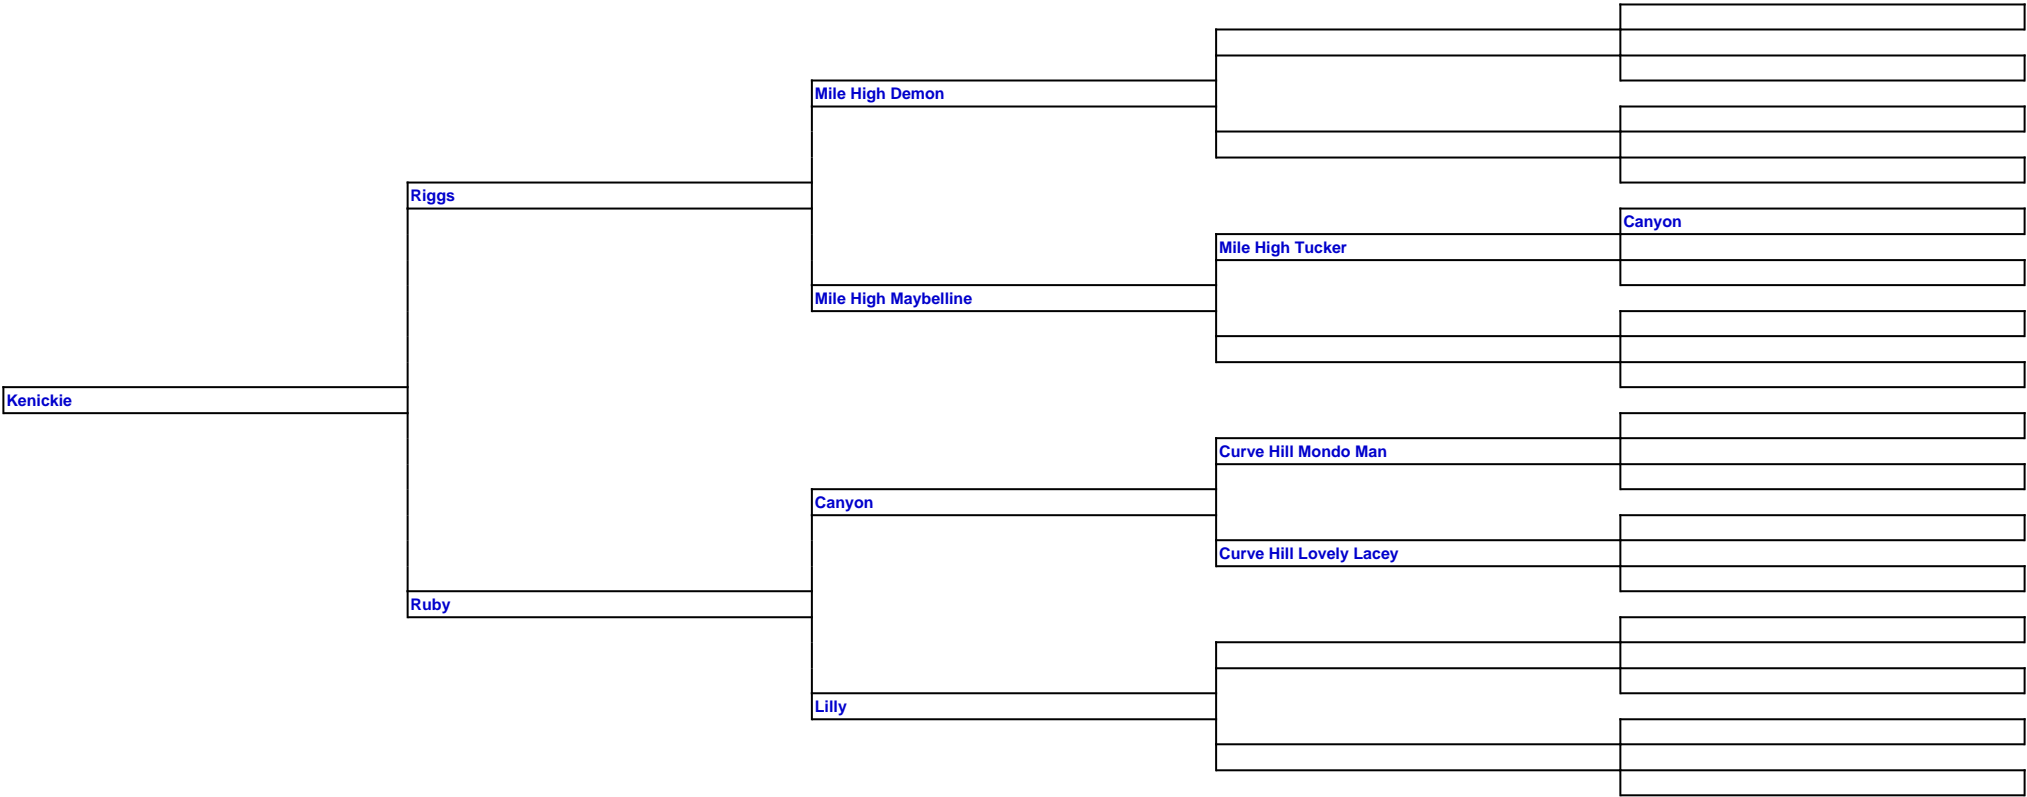 Mile High Demon
Riggs
Canyon
Mile High Tucker
Mile High Maybelline
Kenickie
Curve Hill Mondo Man
Canyon
Curve Hill Lovely Lacey
Ruby
Lilly